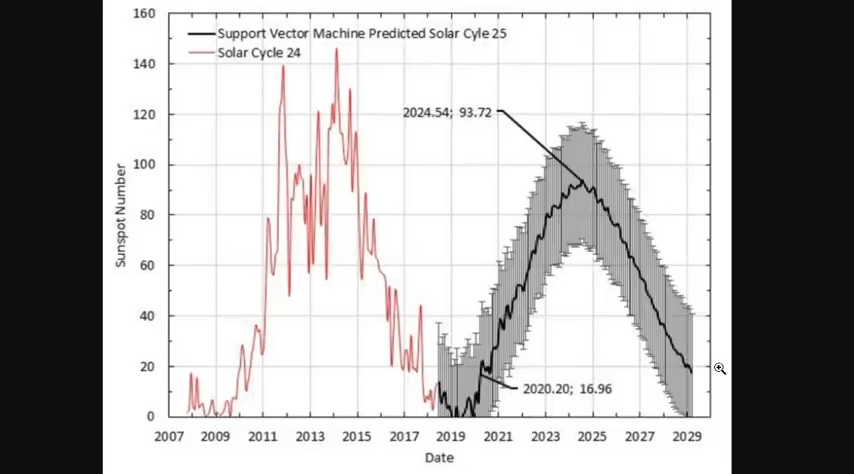 160
Support Vector Machine Predicted Solar Cyle 25
Solar Cycle 24
140
2024.54; 93.72
120
100
80
60
40
20
0
Sunspot Number
2020.20; 16.96
2007 2009 2011 2013 2015 2017 2019 2021 2023 2025 2027 2029
Date